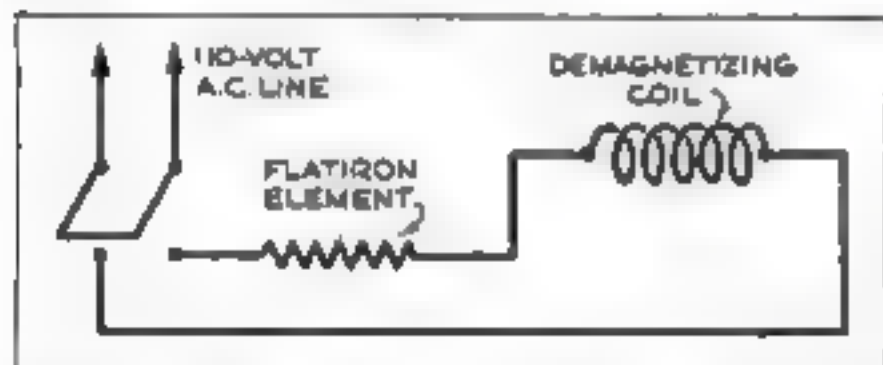 110-VOLT
A.C. LINE
DEMAGNETIZING
COIL
FLATIRON
ELEMENT